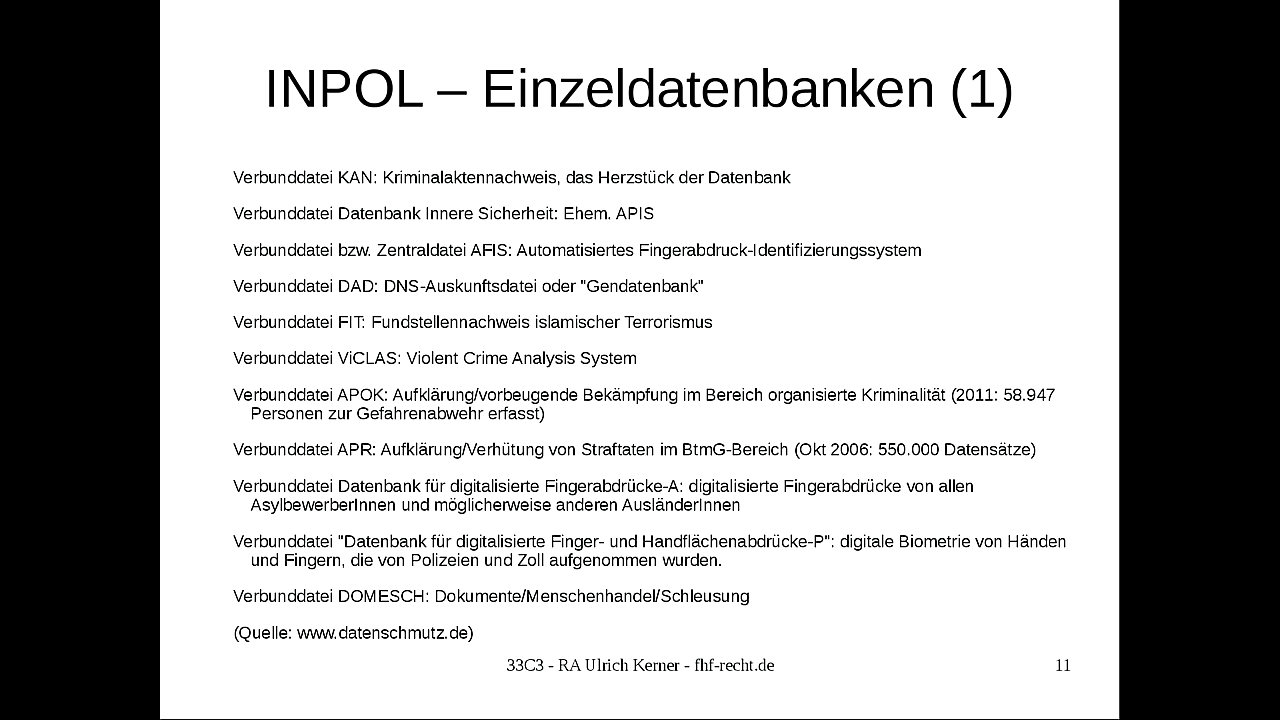 INPOL – Einzeldatenbanken (1)
Verbunddatei KAN: Kriminalaktennachweis, das Herzstück der Datenbank
Verbunddatei Datenbank Innere Sicherheit: Ehem. APIS
Verbunddatei bzw. Zentraldatei AFIS: Automatisiertes Fingerabdruck-Identifizierungssystem
Verbunddatei DAD: DNS-Auskunftsdatei oder "Gendatenbank"
Verbunddatei FIT: Fundstellennachweis islamischer Terrorismus
Verbunddatei ViCLAS: Violent Crime Analysis System
Verbunddatei APOK: Aufklärung/vorbeugende Bekämpfung im Bereich organisierte Kriminalität (2011: 58.947
Personen zur Gefahrenabwehr erfasst)
Verbunddatei APR: Aufklärung/Verhütung von Straftaten im BtmG-Bereich (Okt 2006: 550.000 Datensätze)
Verbunddatei Datenbank für digitalisierte Fingerabdrücke-A: digitalisierte Fingerabdrücke von allen
AsylbewerberInnen und möglicherweise anderen AusländerInnen
Verbunddatei "Datenbank für digitalisierte Finger- und Handflächenabdrücke-P": digitale Biometrie von Händen
und Fingern, die von Polizeien und Zoll aufgenommen wurden.
Verbunddatei DOMESCH: Dokumente/Menschenhandel/Schleusung
(Quelle: www.datenschmutz.de)
33C3 - RA Ulrich Kerner - fhf-recht.de
11